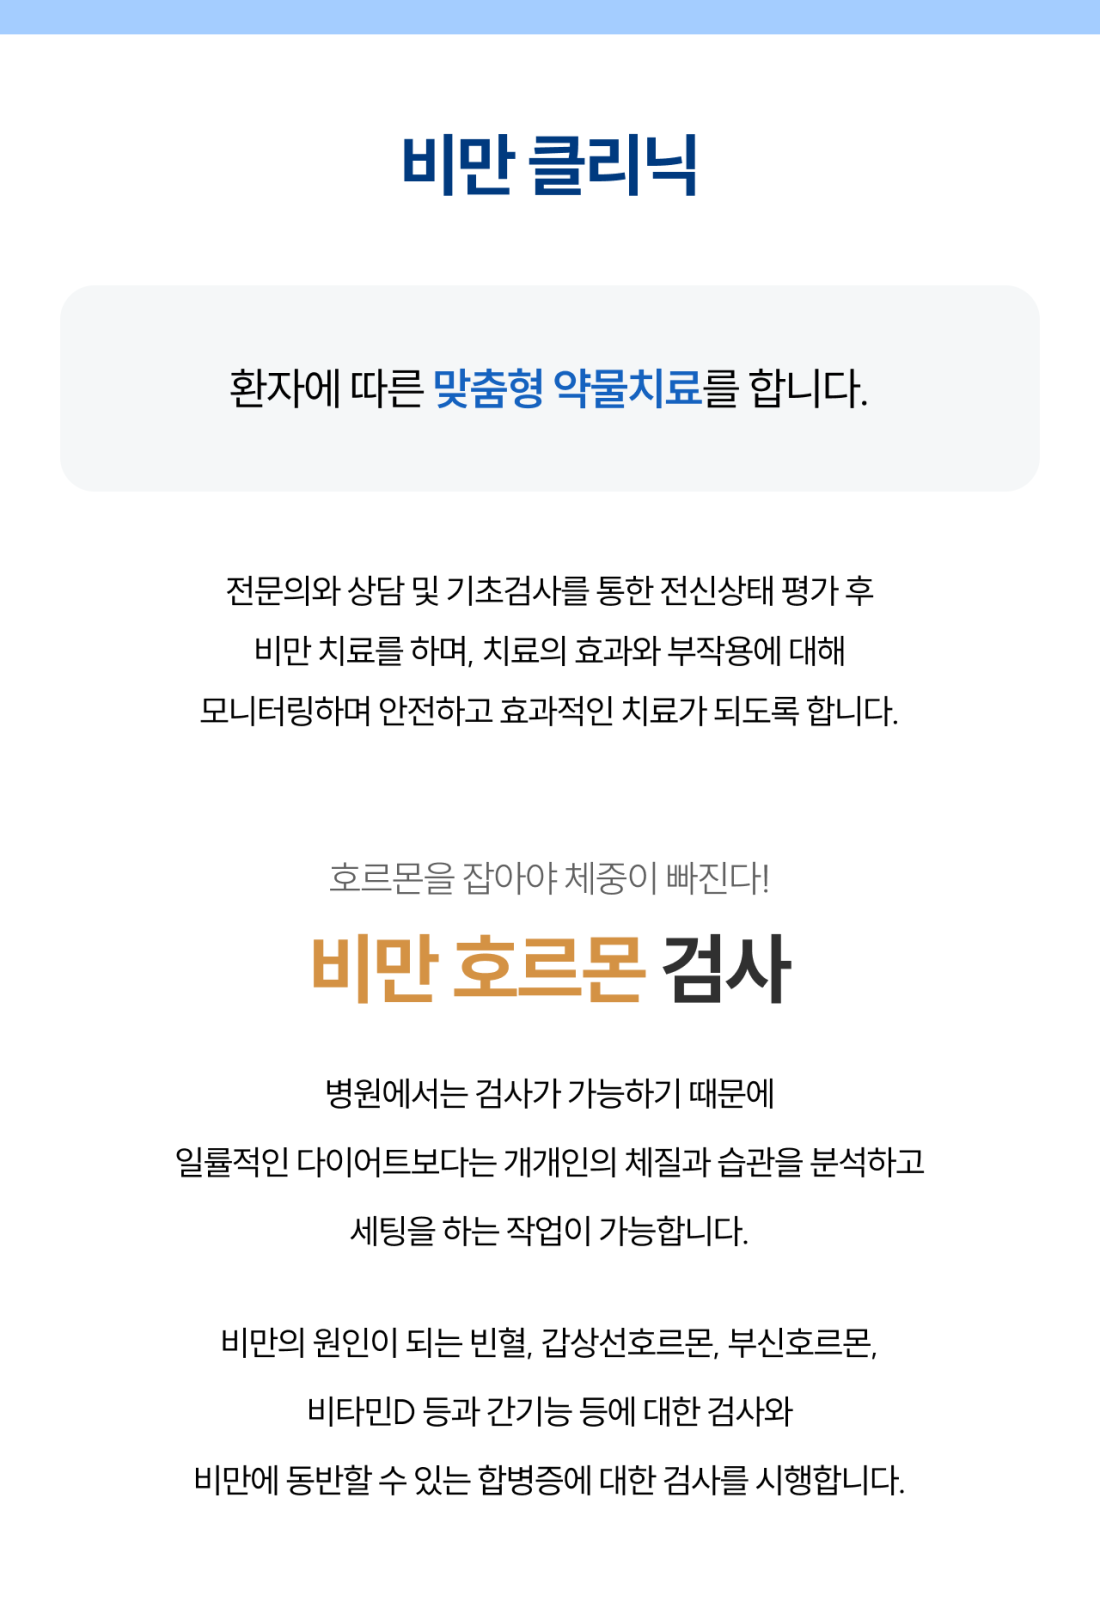 비만 클리닉
환자에 따른 맞춤형 약물치료를 합니다.
전문의와 상담 및 기초검사를 통한 전신상태 평가 후
비만 치료를 하며, 치료의 효과와 부작용에 대해
모니터링하며 안전하고 효과적인 치료가 되도록 합니다.
호르몬을 잡아야 체중이 빠진다!
비만 호르몬 검사
병원에서는 검사가 가능하기 때문에
일률적인 다이어트보다는 개개인의 체질과 습관을 분석하고
세팅을 하는 작업이 가능합니다.
비만의 원인이 되는 빈혈, 갑상선호르몬, 부신호르몬,
비타민D 등과 간기능 등에 대한 검사와
비만에 동반할 수 있는 합병증에 대한 검사를 시행합니다.